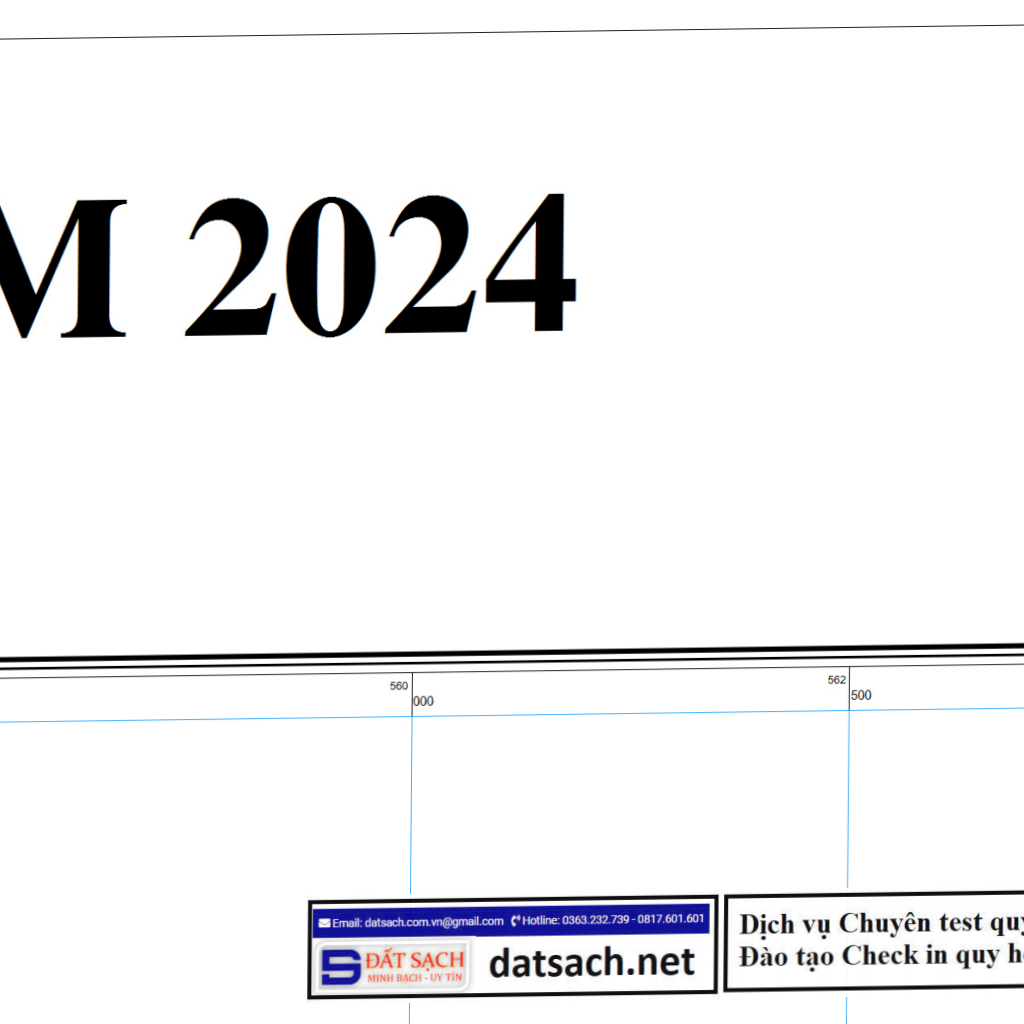 M 2024
560
000
562
500
Email: datsach.com.vn@gmail.com Hotline: 0363.232.739 - 0817.601.601
ĐẤT SẠCH
MINH BẠCH - UY TÍN
datsach.net
Dịch vụ Chuyên test quy
Đào tạo Check in quy h